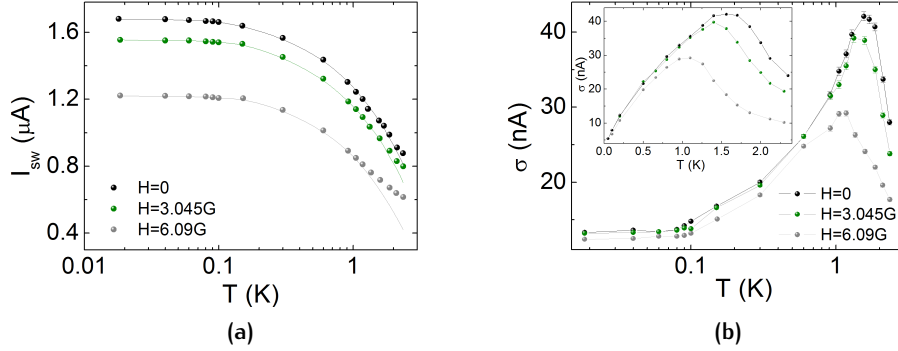 1.6
1.2
0.8
0.4
I_sw (μA)
H=0
H=3.045G
H=6.09G
0.01
0.1
1
T (K)
(a)
40
30
20
σ (nA)
50
40
30
20
10
0
σ (nA)
0.0
0.5
1.0
1.5
2.0
T (K)
H=0
H=3.045G
H=6.09G
0.1
1
T (K)
(b)